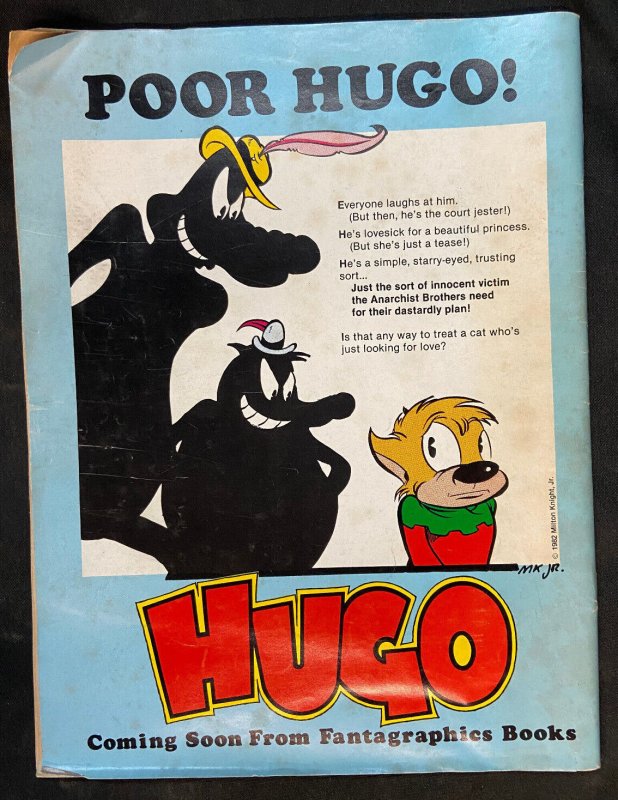 POOR HUGO!
Everyone laughs at him.
(But then, he's the court jester!)
He's lovesick for a beautiful princess.
(But she's just a tease!)
He's a simple, starry-eyed, trusting
sort...
Just the sort of innocent victim
the Anarchist Brothers need
for their dastardly plan!
Is that any way to treat a cat who's
just looking for love?
© 1982 Milton Knight, Jr.
MK JR.
HUGO
Coming Soon From Fantagraphics Books